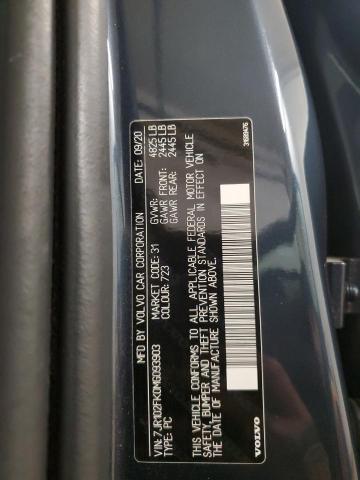 MFD BY VOLVO CAR CORPORATION DATE: 09/20
GVWR: 4825 LB
MARKET CODE: 31 GAWR FRONT: 2445 LB
COLOUR: 723 GAWR REAR: 2445 LB
VIN: 7JR102FK0MG093903
TYPE: PC
THIS VEHICLE CONFORMS TO ALL APPLICABLE FEDERAL MOTOR VEHICLE
SAFETY, BUMPER AND THEFT PREVENTION STANDARDS IN EFFECT ON
DATE OF MANUFACTURE SHOWN ABOVE.
VOLVO
31689476